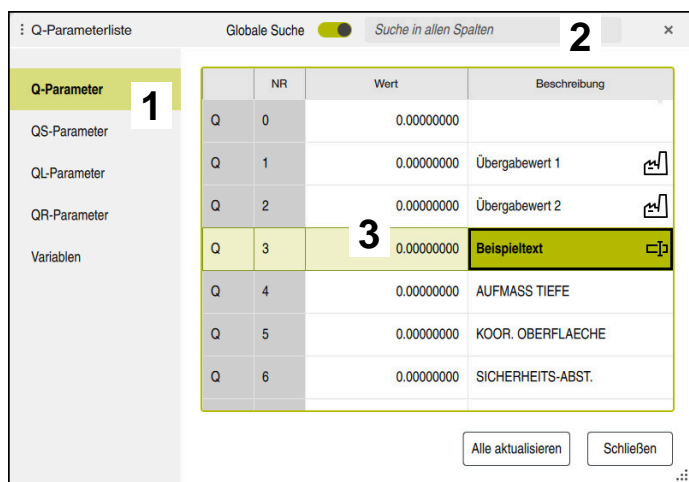 Q-Parameterliste Globale Suche Suche in allen Spalten 2 ×
Q-Parameter 1
QS-Parameter
QL-Parameter
QR-Parameter
Variablen
NR Wert Beschreibung
Q 0 0.00000000
Q 1 0.00000000 Übergabewert 1
Q 2 0.00000000 Übergabewert 2
Q 3 3 0.00000000 Beispieltext
Q 4 0.00000000 AUFMASS TIEFE
Q 5 0.00000000 KOOR. OBERFLAECHE
Q 6 0.00000000 SICHERHEITS-ABST.
Alle aktualisieren Schließen